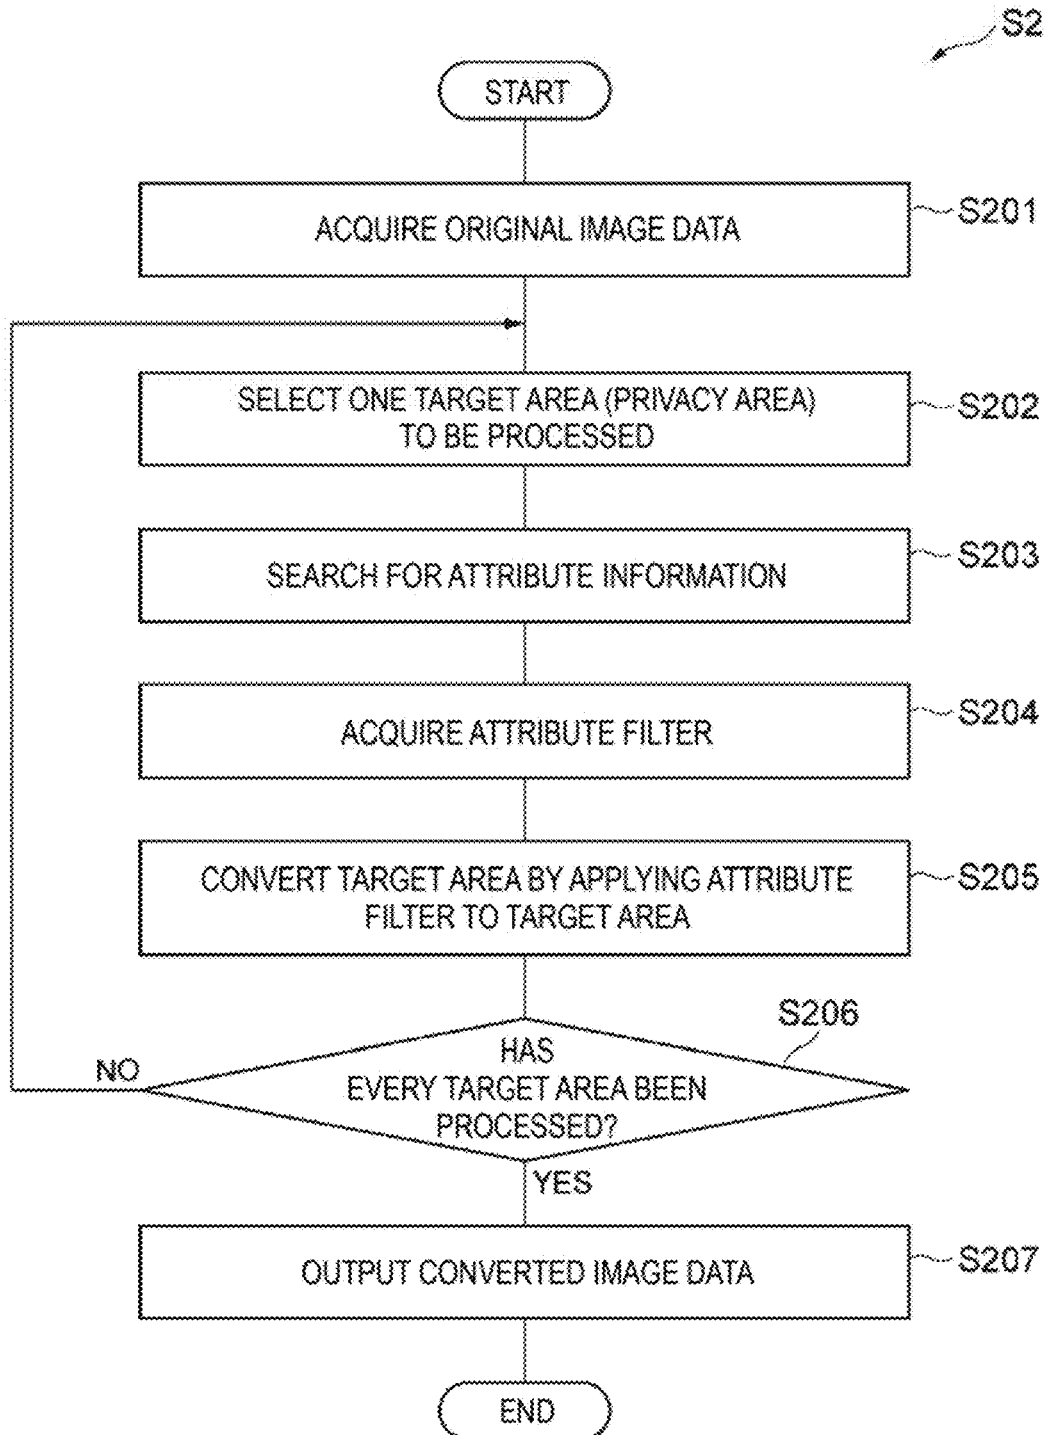 S2
START
ACQUIRE ORIGINAL IMAGE DATA
S201
SELECT ONE TARGET AREA (PRIVACY AREA)
TO BE PROCESSED
S202
SEARCH FOR ATTRIBUTE INFORMATION
S203
ACQUIRE ATTRIBUTE FILTER
S204
CONVERT TARGET AREA BY APPLYING ATTRIBUTE
FILTER TO TARGET AREA
S205
S206
HAS
EVERY TARGET AREA BEEN
PROCESSED?
NO
YES
OUTPUT CONVERTED IMAGE DATA
S207
END